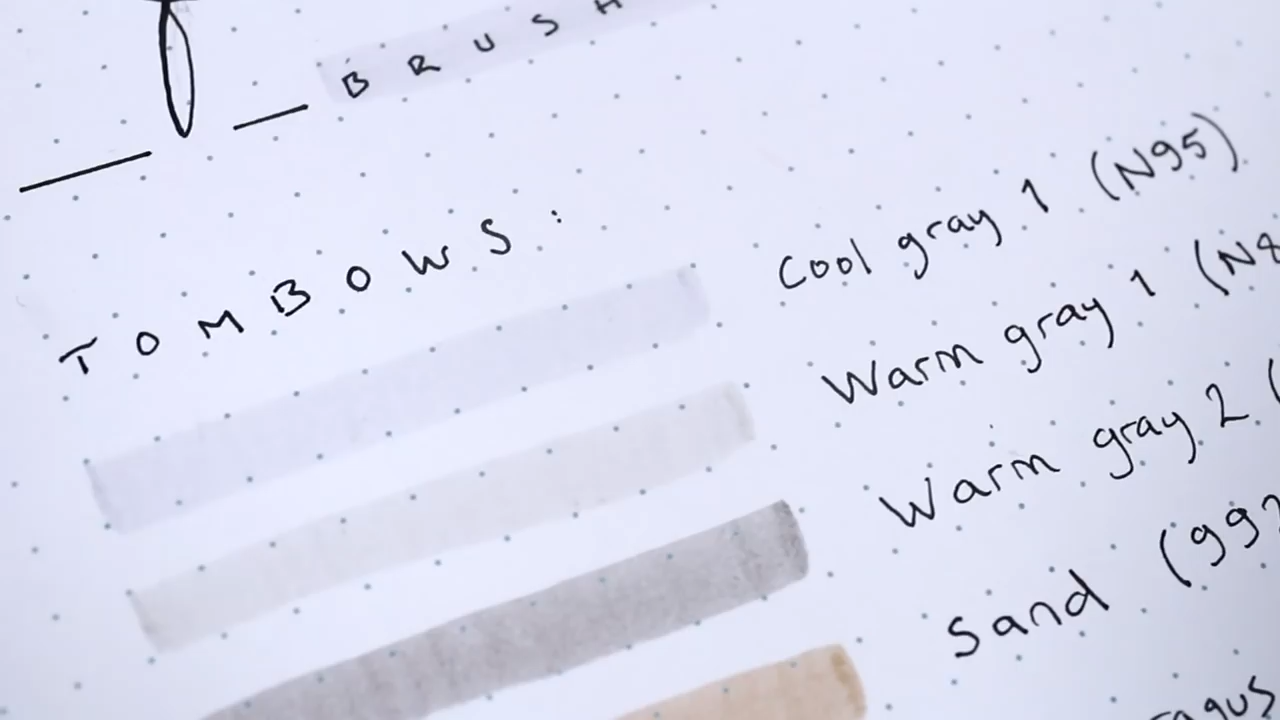 BRUSH
TOMBOWS:
Cool gray 1 (N95)
Warm gray 1
Warm gray 2
Sand